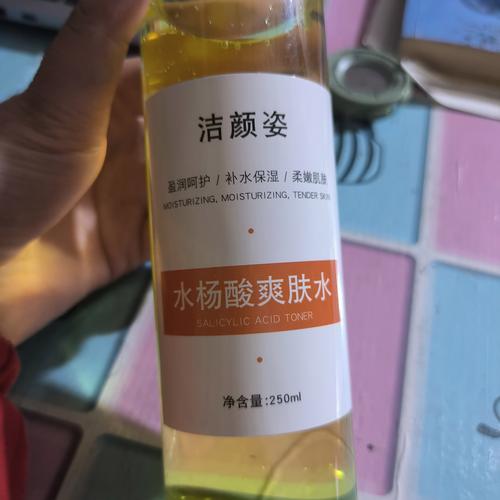 洁颜姿
盈润呵护 / 补水保湿 / 柔嫩肌肤
MOISTURIZING, MOISTURIZING, TENDER SKIN
水杨酸爽肤水
SALICYLIC ACID TONER
净含量:250ml